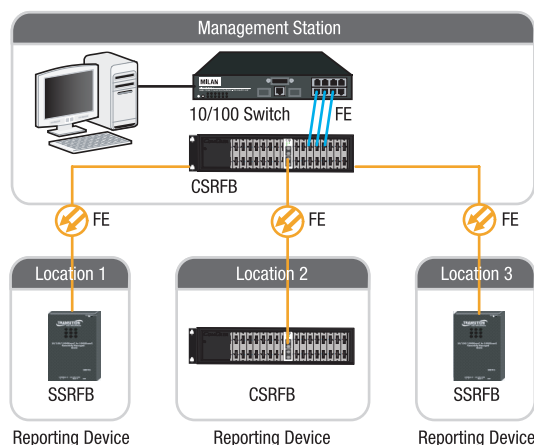 Management Station
MILAN
10/100 Switch
FE
CSRFB
FE
FE
FE
Location 1
Location 2
Location 3
TRANSITION
TRANSITION
SSRFB
CSRFB
SSRFB
Reporting Device
Reporting Device
Reporting Device